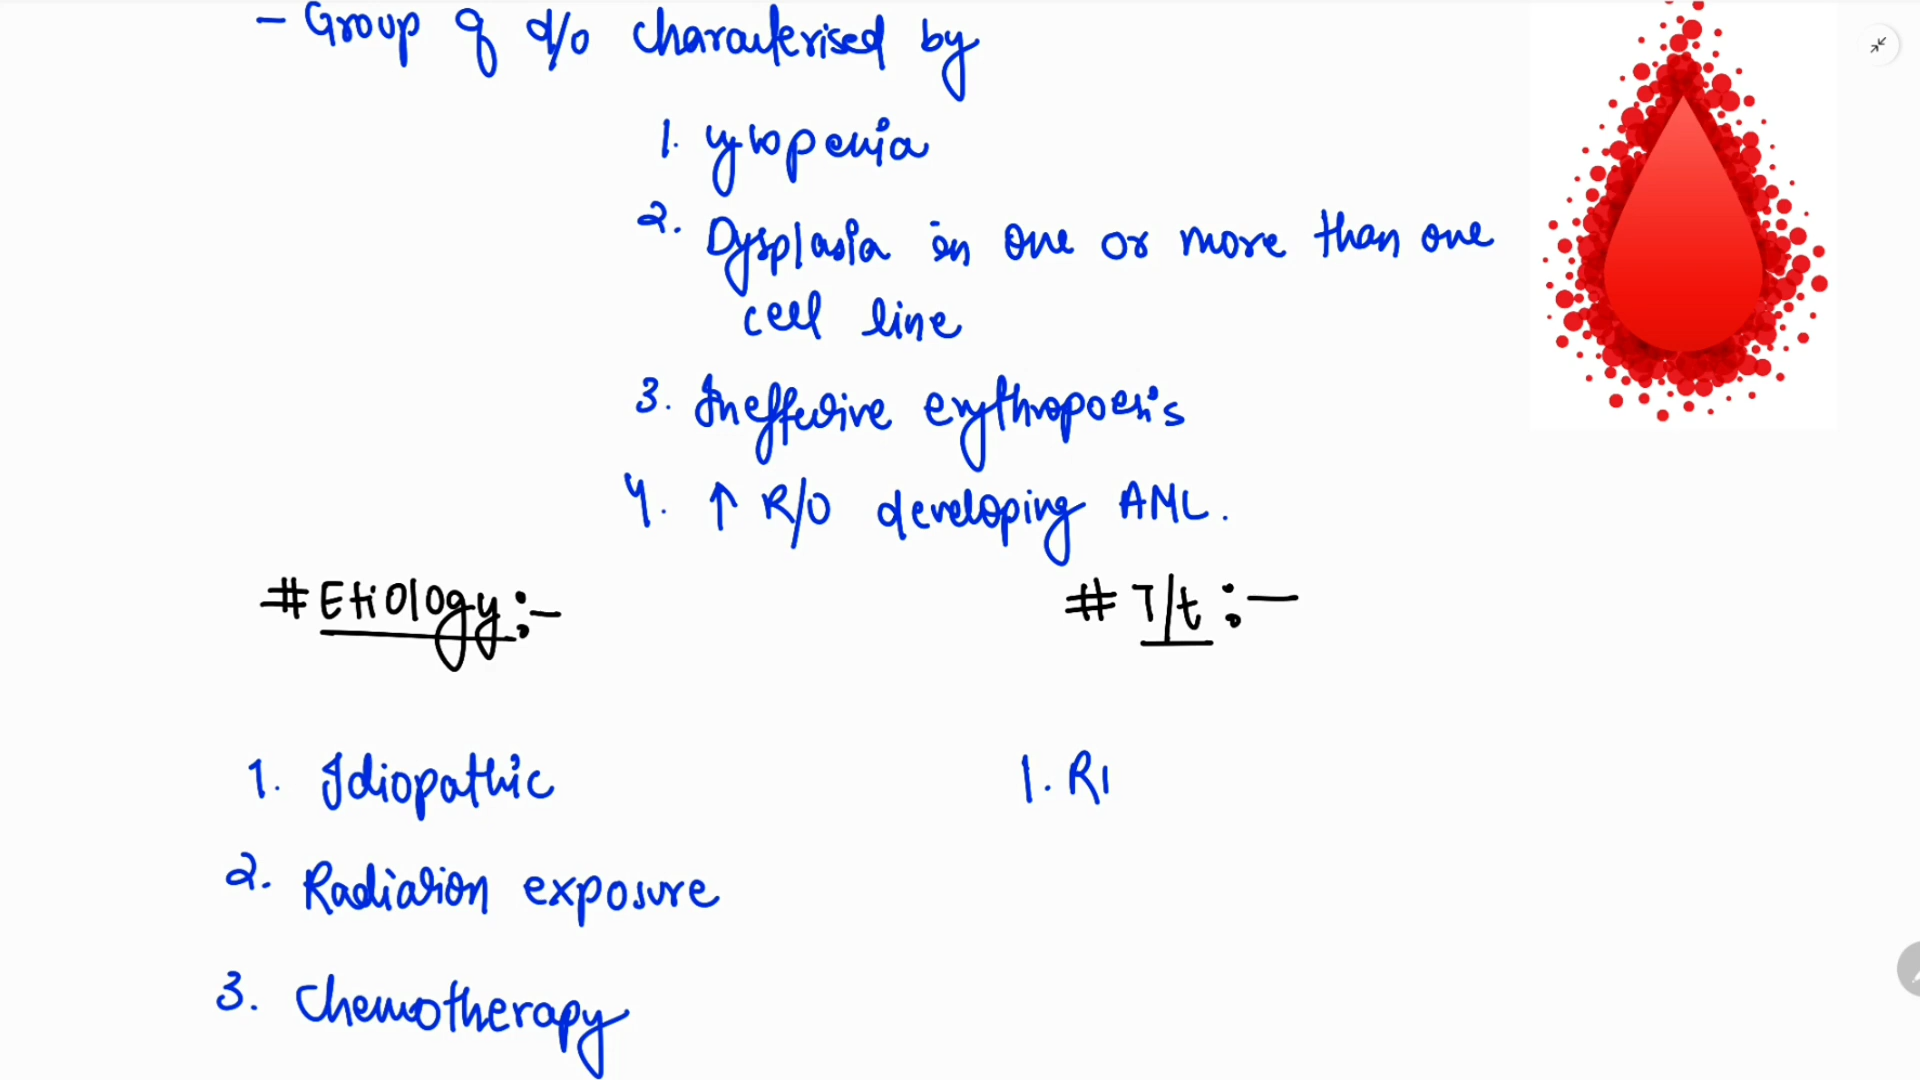 - Group of d/o characterised by
1. cytopenia
2. Dysplasia in one or more than one
cell line
3. Ineffective erythropoesis
4. ↑ R/O developing AML.
# Etiology :-
1. Idiopathic
2. Radiation exposure
3. Chemotherapy
# T/t :-
1. RI